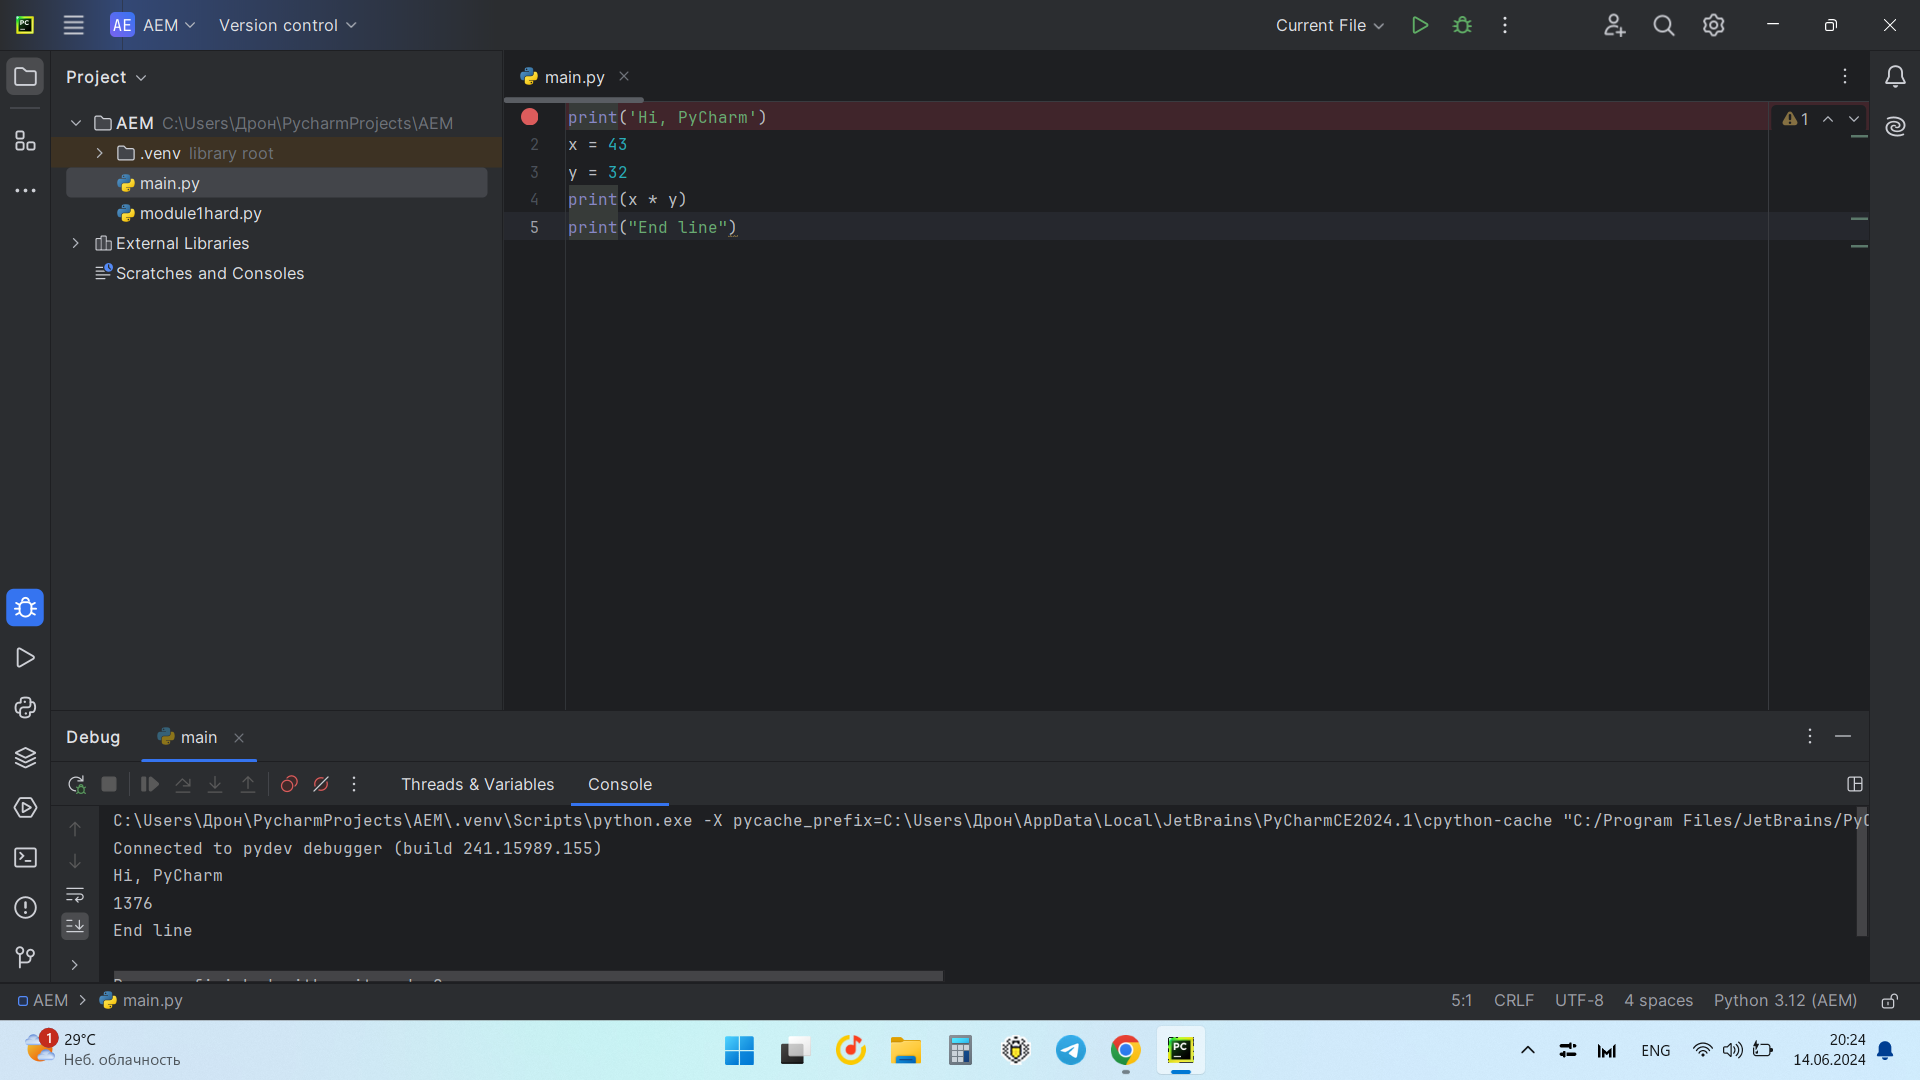 AE AEM Version control Current File
Project
main.py
AEM C:\Users\Дрон\PycharmProjects\AEM
.venv library root
main.py
module1hard.py
External Libraries
Scratches and Consoles
print('Hi, PyCharm')
1
2 x = 43
3 y = 32
4 print(x * y)
5 print("End line")
Debug main
Threads & Variables Console
C:\Users\Дрон\PycharmProjects\AEM\.venv\Scripts\python.exe -X pycache_prefix=C:\Users\Дрон\AppData\Local\JetBrains\PyCharmCE2024.1\cpython-cache "C:/Program Files/JetBrains/PyC
Connected to pydev debugger (build 241.15989.155)
Hi, PyCharm
1376
End line
AEM main.py 5:1 CRLF UTF-8 4 spaces Python 3.12 (AEM)
1 29°C
Неб. облачность
PC
ENG
20:24
14.06.2024